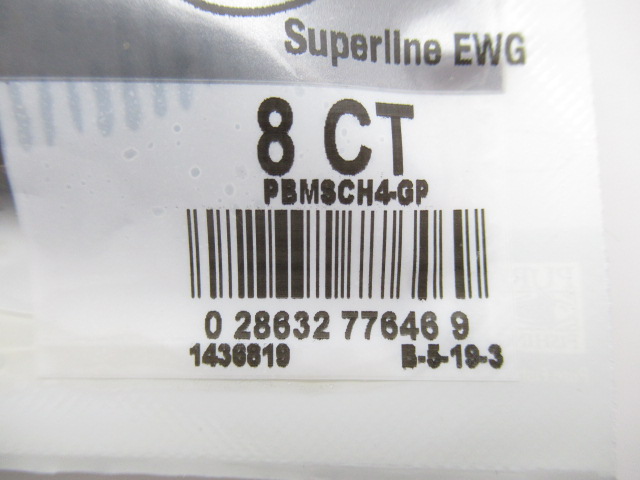 Superline EWG
8 CT
PBMSCH4-GP
0 28632 77646 9
1436819 B-5-19-3